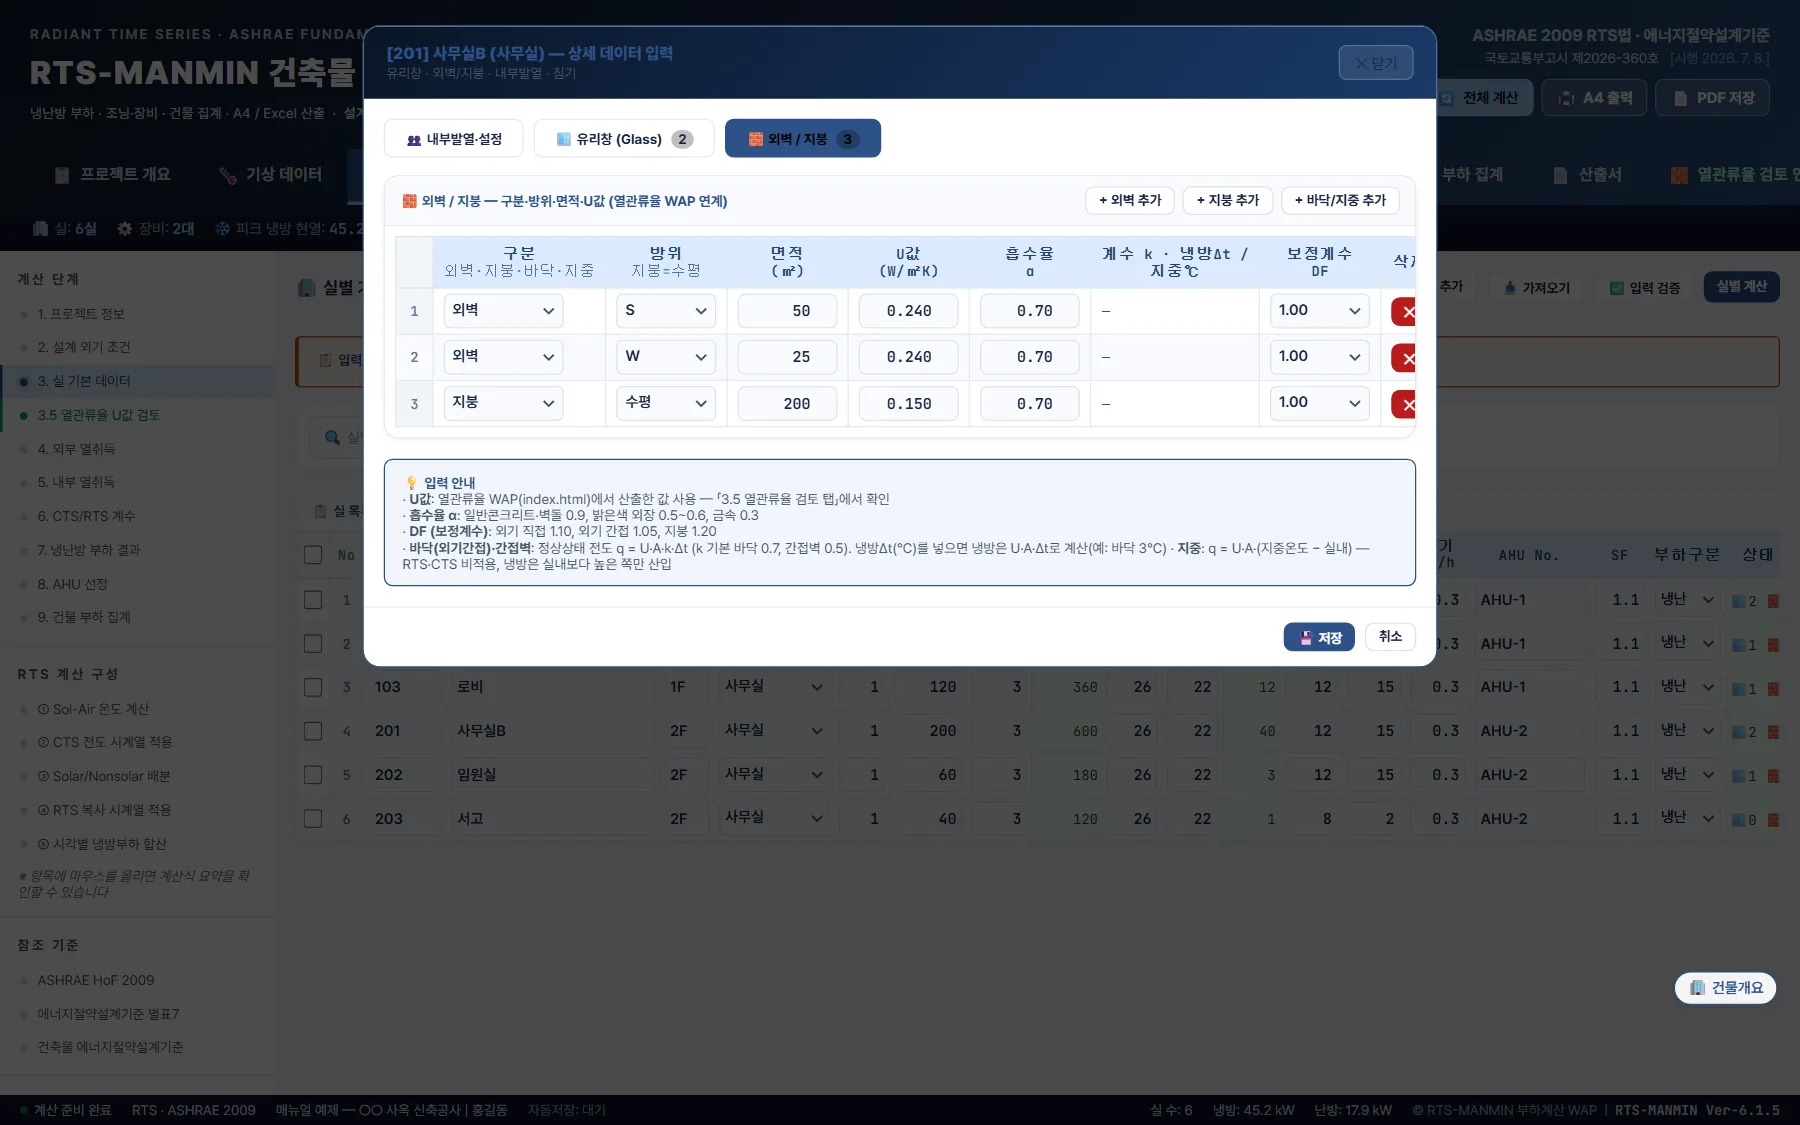 RADIANT TIME SERIES · ASHRAE FUNDAM
RTS-MANMIN 건축물
냉난방 부하 · 조닝·장비 · 건물 집계 · A4 / Excel 산출 · 설계
ASHRAE 2009 RTS법 · 에너지절약설계기준
국토교통부고시 제2026-360호 [시행 2026. 7. 8.]
전체 계산
A4 출력
PDF 저장
프로젝트 개요
기상 데이터
부하 집계
산출서
열관류율 검토 연
실: 6실 장비: 2대 피크 냉방 현열: 45.2
계산 단계
1. 프로젝트 정보
2. 설계 외기 조건
3. 실 기본 데이터
3.5 열관류율 U값 검토
4. 외부 열취득
5. 내부 열취득
6. CTS/RTS 계수
7. 냉난방 부하 결과
8. AHU 선정
9. 건물 부하 집계
RTS 계산 구성
① Sol-Air 온도 계산
② CTS 전도 시계열 적용
③ Solar/Nonsolar 배분
④ RTS 복사 시계열 적용
⑤ 시각별 냉방부하 합산
※ 항목에 마우스를 올리면 계산식 요약을 확인할 수 있습니다
참조 기준
ASHRAE HoF 2009
에너지절약설계기준 별표7
건축물 에너지절약설계기준
[201] 사무실B (사무실) — 상세 데이터 입력
유리창 · 외벽/지붕 · 내부발열 · 침기
✕ 닫기
내부발열·설정
유리창 (Glass) 2
외벽 / 지붕 3
외벽 / 지붕 — 구분·방위·면적·U값 (열관류율 WAP 연계)
+ 외벽 추가
+ 지붕 추가
+ 바닥/지중 추가
구분 방위 면적 U값 흡수율 계수 k · 냉방Δt / 보정계수
외벽·지붕·바닥·지중 지붕=수평 (㎡) (W/㎡K) α 지중℃ DF
1 외벽 S 50 0.240 0.70 — 1.00 ✕
2 외벽 W 25 0.240 0.70 — 1.00 ✕
3 지붕 수평 200 0.150 0.70 — 1.00 ✕
입력 안내
· U값: 열관류율 WAP(index.html)에서 산출한 값 사용 — 「3.5 열관류율 검토 탭」에서 확인
· 흡수율 α: 일반콘크리트·벽돌 0.9, 밝은색 외장 0.5~0.6, 금속 0.3
· DF (보정계수): 외기 직접 1.10, 외기 간접 1.05, 지붕 1.20
· 바닥(외기간접)·간접벽: 정상상태 전도 q = U·A·k·Δt (k 기본 바닥 0.7, 간접벽 0.5). 냉방Δt(℃)를 넣으면 냉방은 U·A·Δt로 계산(예: 바닥 3℃) · 지중: q = U·A·(지중온도 − 실내) —
RTS·CTS 비적용, 냉방은 실내보다 높은 쪽만 산입
저장
취소
실별
추가
가져오기
입력 검증
실별 계산
입력
실 목
No
AHU No. SF 부하구분 상태
1 0.3 AHU-1 1.1 냉난 2
2 0.3 AHU-1 1.1 냉난 1
3 103 로비 1F 사무실 1 120 3 360 26 22 12 12 15 0.3 AHU-1 1.1 냉난 1
4 201 사무실B 2F 사무실 1 200 3 600 26 22 40 12 15 0.3 AHU-2 1.1 냉난 2
5 202 임원실 2F 사무실 1 60 3 180 26 22 3 12 15 0.3 AHU-2 1.1 냉난 1
6 203 서고 2F 사무실 1 40 3 120 26 22 1 8 2 0.3 AHU-2 1.1 냉난 0
건물개요
계산 준비 완료 RTS · ASHRAE 2009 매뉴얼 예제 — ○○ 사옥 신축공사 | 홍길동 자동저장: 대기
실 수: 6 냉방: 45.2 kW 난방: 17.9 kW © RTS-MANMIN 부하계산 WAP | RTS-MANMIN Ver-6.1.5